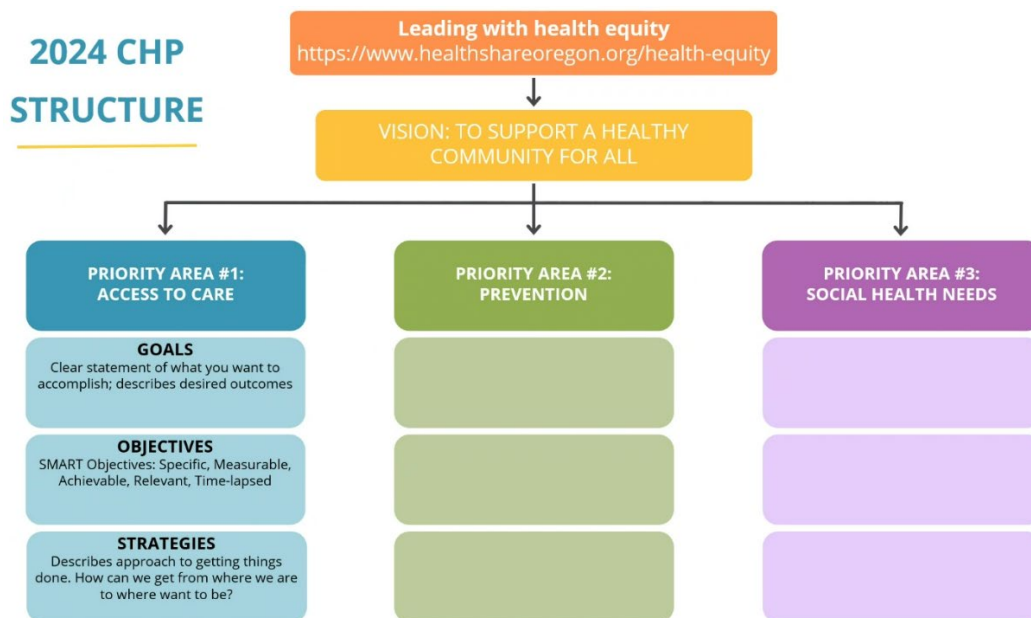 2024 CHP
STRUCTURE
Leading with health equity
https://www.healthshareoregon.org/health-equity
VISION: TO SUPPORT A HEALTHY
COMMUNITY FOR ALL
PRIORITY AREA #1:
ACCESS TO CARE
GOALS
Clear statement of what you want to
accomplish; describes desired outcomes
OBJECTIVES
SMART Objectives: Specific, Measurable,
Achievable, Relevant, Time-lapsed
STRATEGIES
Describes approach to getting things
done. How can we get from where we are
to where want to be?
PRIORITY AREA #2:
PREVENTION
PRIORITY AREA #3:
SOCIAL HEALTH NEEDS